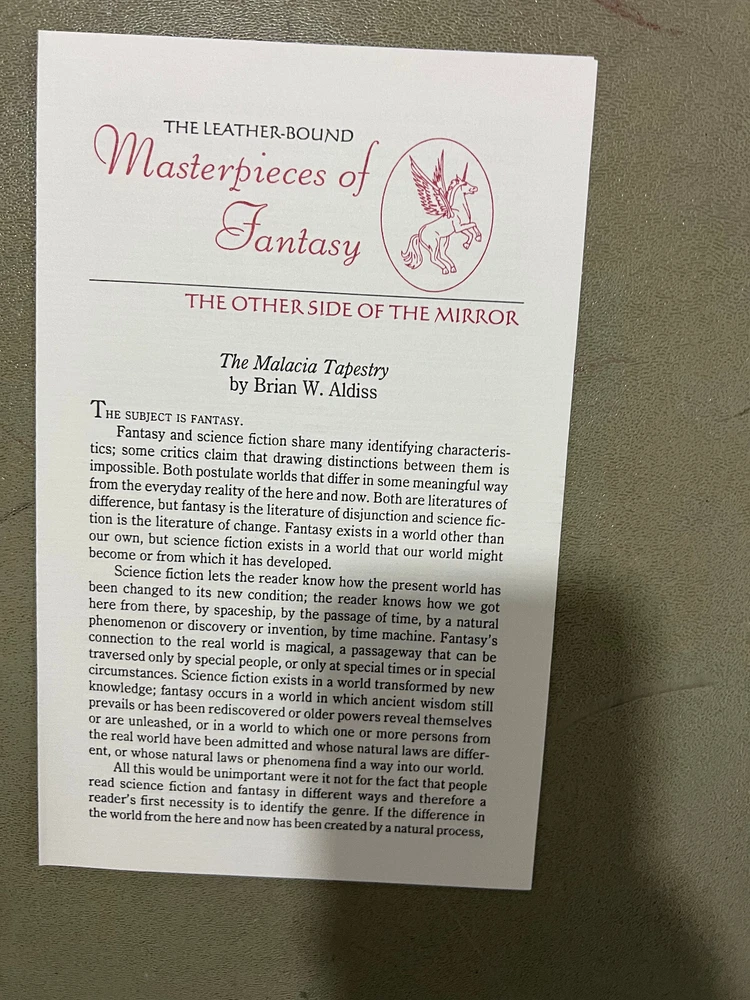 THE LEATHER-BOUND
Masterpieces of
Fantasy
THE OTHER SIDE OF THE MIRROR
The Malacia Tapestry
by Brian W. Aldiss
THE SUBJECT IS FANTASY.
Fantasy and science fiction share many identifying characteris-
tics; some critics claim that drawing distinctions between them is
impossible. Both postulate worlds that differ in some meaningful way
from the everyday reality of the here and now. Both are literatures of
difference, but fantasy is the literature of disjunction and science fic-
tion is the literature of change. Fantasy exists in a world other than
our own, but science fiction exists in a world that our world might
become or from which it has developed.
Science fiction lets the reader know how the present world has
been changed to its new condition; the reader knows how we got
here from there, by spaceship, by the passage of time, by a natural
phenomenon or discovery or invention, by time machine. Fantasy's
connection to the real world is magical, a passageway that can be
traversed only by special people, or only at special times or in special
circumstances. Science fiction exists in a world transformed by new
knowledge; fantasy occurs in a world in which ancient wisdom still
prevails or has been rediscovered or older powers reveal themselves
or are unleashed, or in a world to which one or more persons from
the real world have been admitted and whose natural laws are differ-
ent, or whose natural laws or phenomena find a way into our world.
All this would be unimportant were it not for the fact that people
read science fiction and fantasy in different ways and therefore a
reader's first necessity is to identify the genre. If the difference in
the world from the here and now has been created by a natural process,